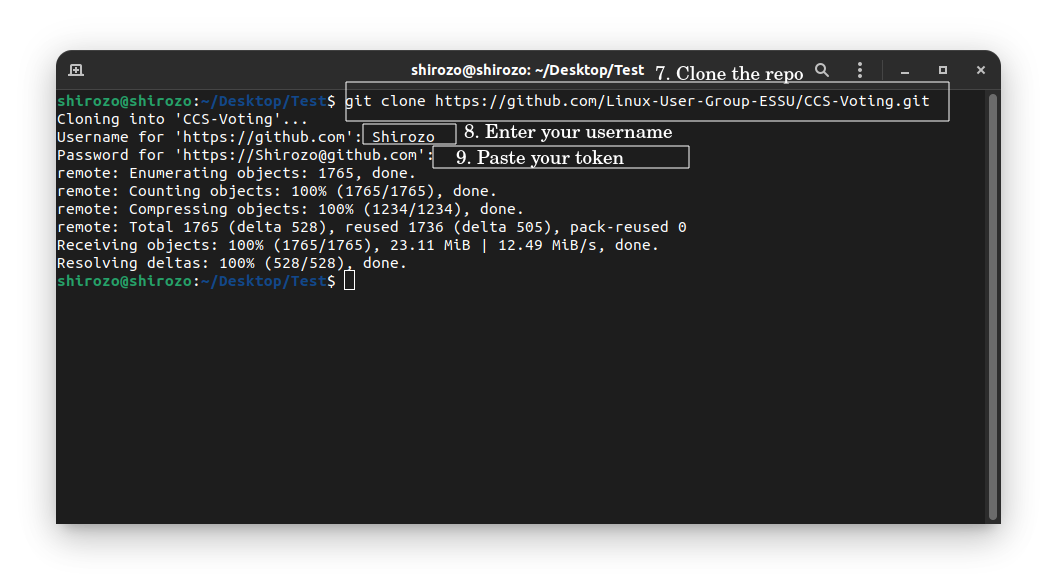 shirozo@shirozo: ~/Desktop/Test
7. Clone the repo
shirozo@shirozo:~/Desktop/Test$ git clone https://github.com/Linux-User-Group-ESSU/CCS-Voting.git
Cloning into 'CCS-Voting'...
Username for 'https://github.com': Shirozo
8. Enter your username
Password for 'https://Shirozo@github.com':
9. Paste your token
remote: Enumerating objects: 1765, done.
remote: Counting objects: 100% (1765/1765), done.
remote: Compressing objects: 100% (1234/1234), done.
remote: Total 1765 (delta 528), reused 1736 (delta 505), pack-reused 0
Receiving objects: 100% (1765/1765), 23.11 MiB | 12.49 MiB/s, done.
Resolving deltas: 100% (528/528), done.
shirozo@shirozo:~/Desktop/Test$